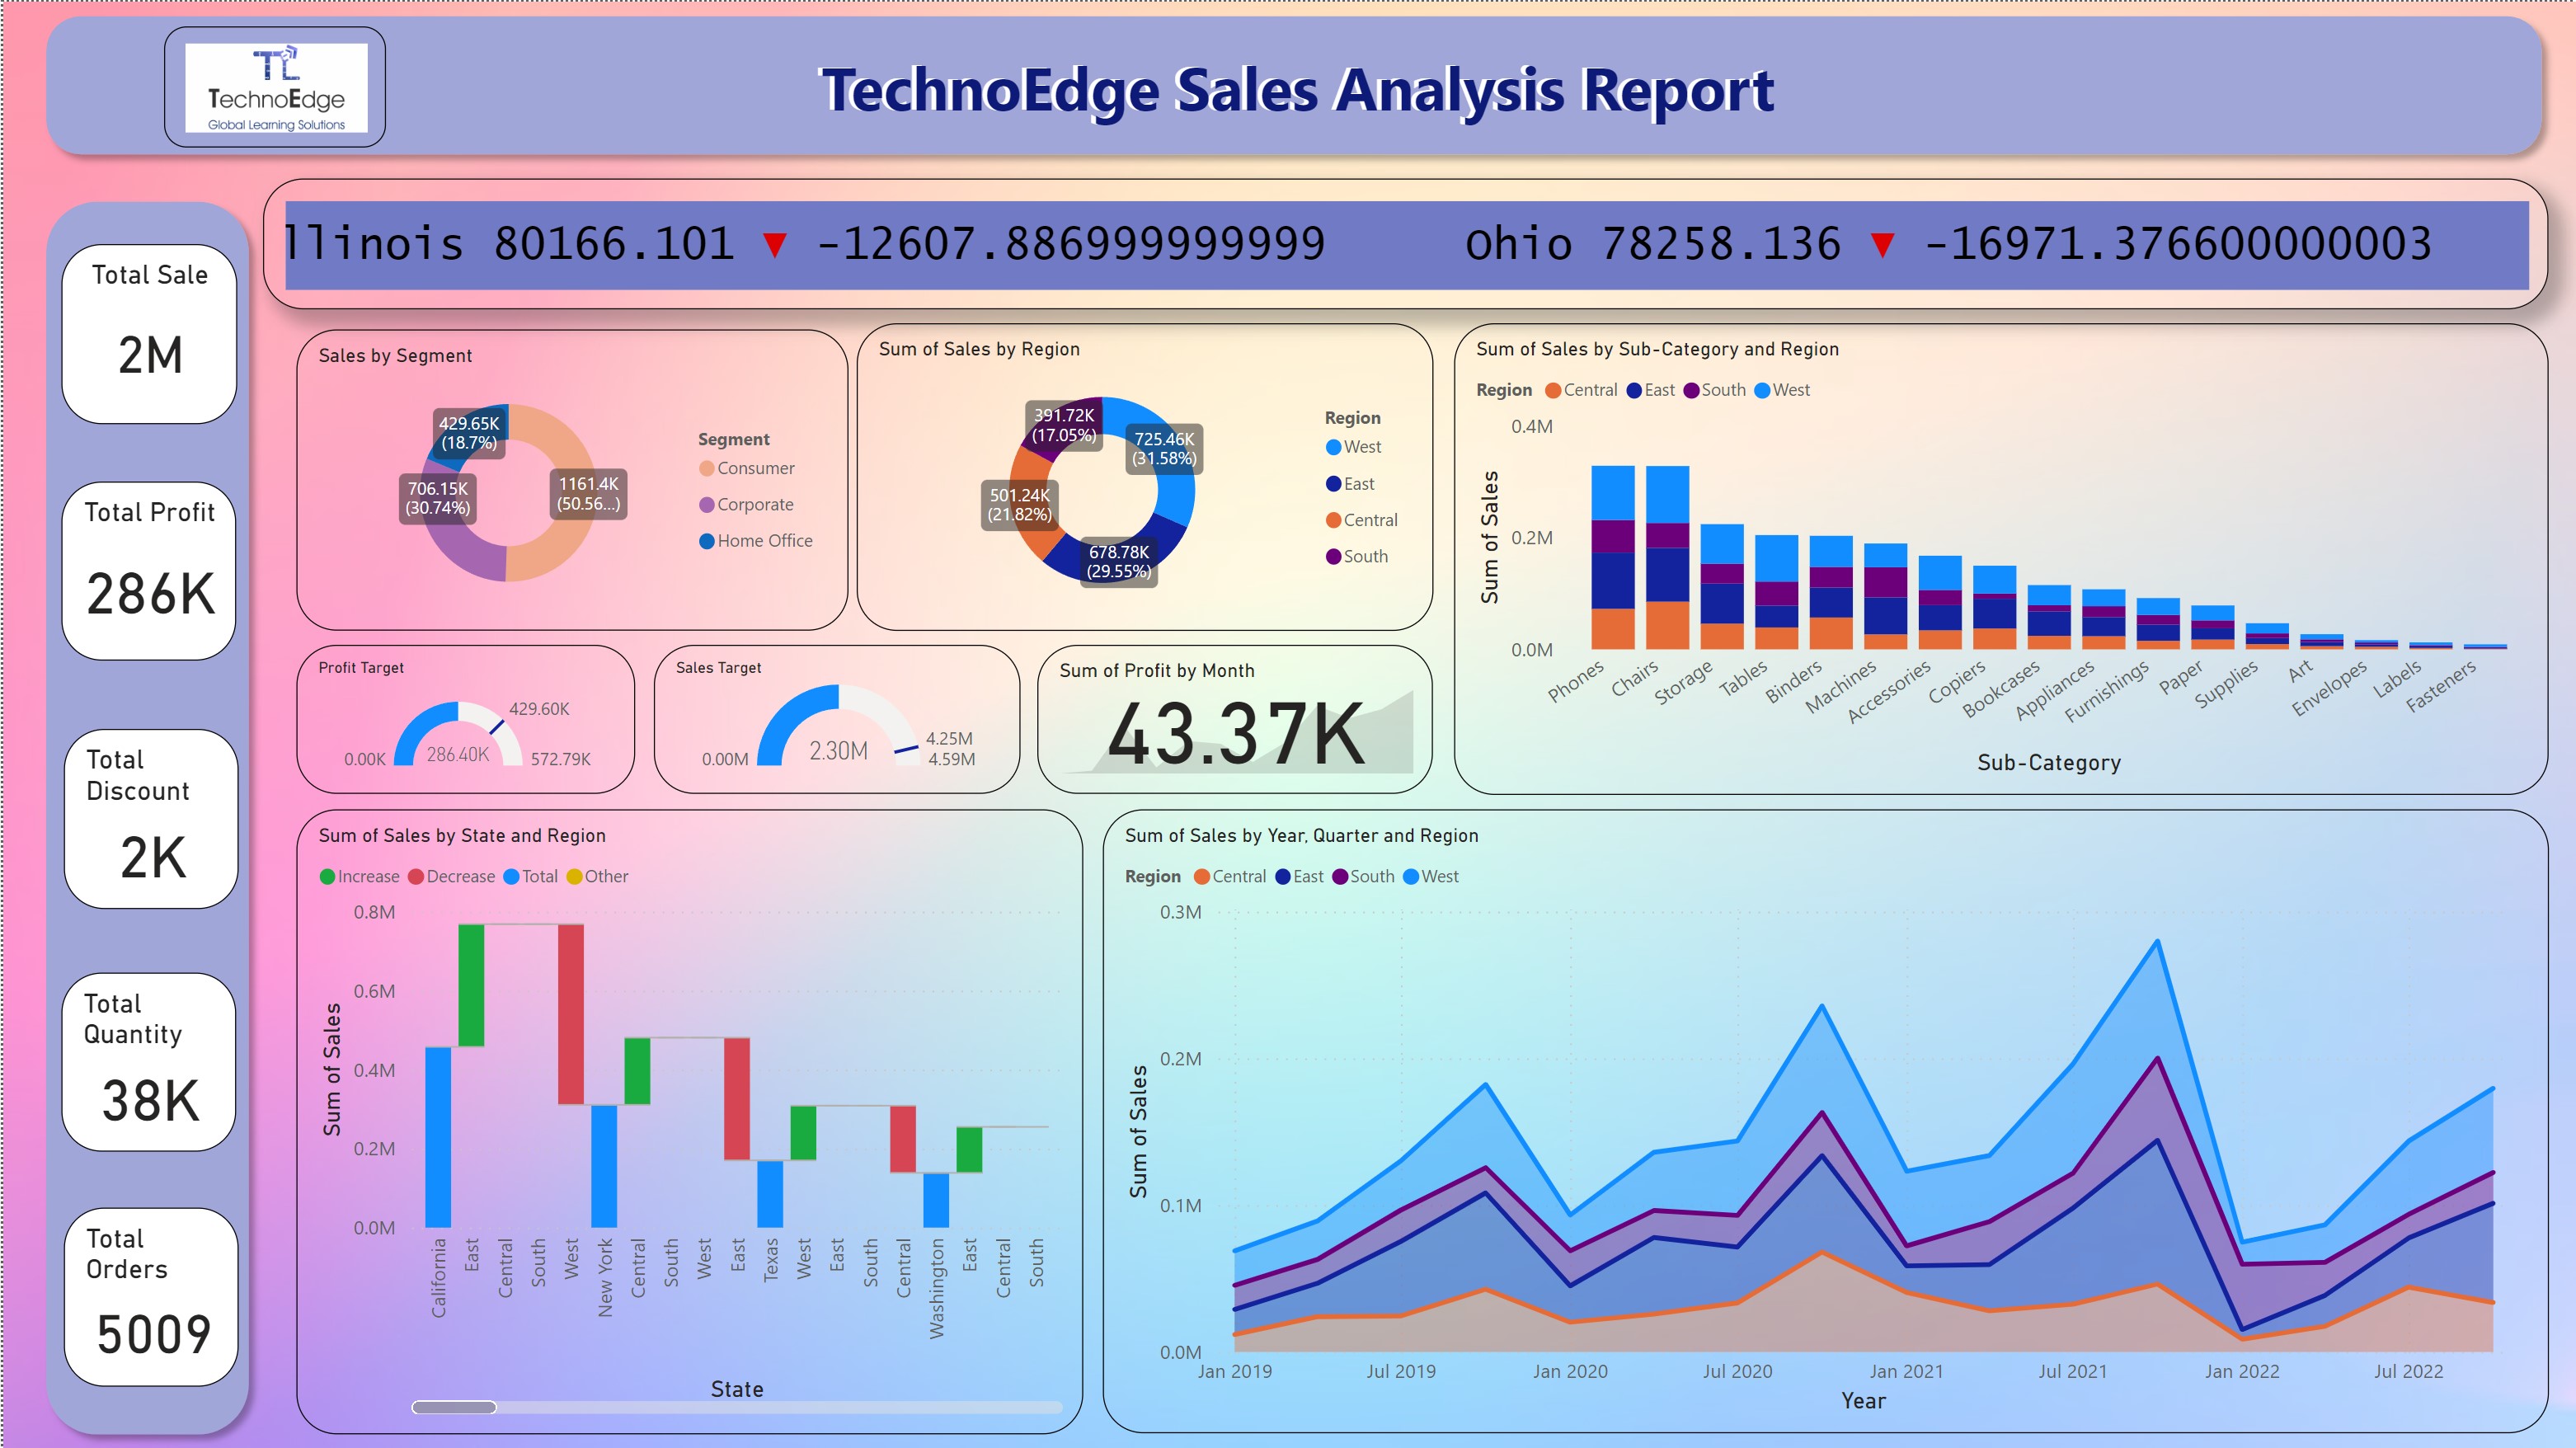 TL
TechnoEdge
Global Learning Solutions
TechnoEdge Sales Analysis Report
llinois 80166.101 ▼ -12607.886999999999 Ohio 78258.136 ▼ -16971.376600000003
Total Sale
2M
Total Profit
286K
Total
Discount
2K
Total
Quantity
38K
Total
Orders
5009
Sales by Segment
429.65K
(18.7%)
706.15K
(30.74%)
1161.4K
(50.56...)
Segment
Consumer
Corporate
Home Office
Sum of Sales by Region
391.72K
(17.05%)
725.46K
(31.58%)
501.24K
(21.82%)
678.78K
(29.55%)
Region
West
East
Central
South
Sum of Sales by Sub-Category and Region
Region Central East South West
Sum of Sales
0.4M
0.2M
0.0M
Phones
Chairs
Storage
Tables
Binders
Machines
Accessories
Copiers
Bookcases
Appliances
Furnishings
Paper
Supplies
Art
Envelopes
Labels
Fasteners
Sub-Category
Profit Target
429.60K
0.00K
286.40K
572.79K
Sales Target
4.25M
0.00M
2.30M
4.59M
Sum of Profit by Month
43.37K
Sum of Sales by State and Region
Increase Decrease Total Other
Sum of Sales
0.8M
0.6M
0.4M
0.2M
0.0M
California
East
Central
South
West
New York
Central
South
West
East
Texas
West
East
South
Central
Washington
East
Central
South
State
Sum of Sales by Year, Quarter and Region
Region Central East South West
Sum of Sales
0.3M
0.2M
0.1M
0.0M
Jan 2019
Jul 2019
Jan 2020
Jul 2020
Jan 2021
Jul 2021
Jan 2022
Jul 2022
Year